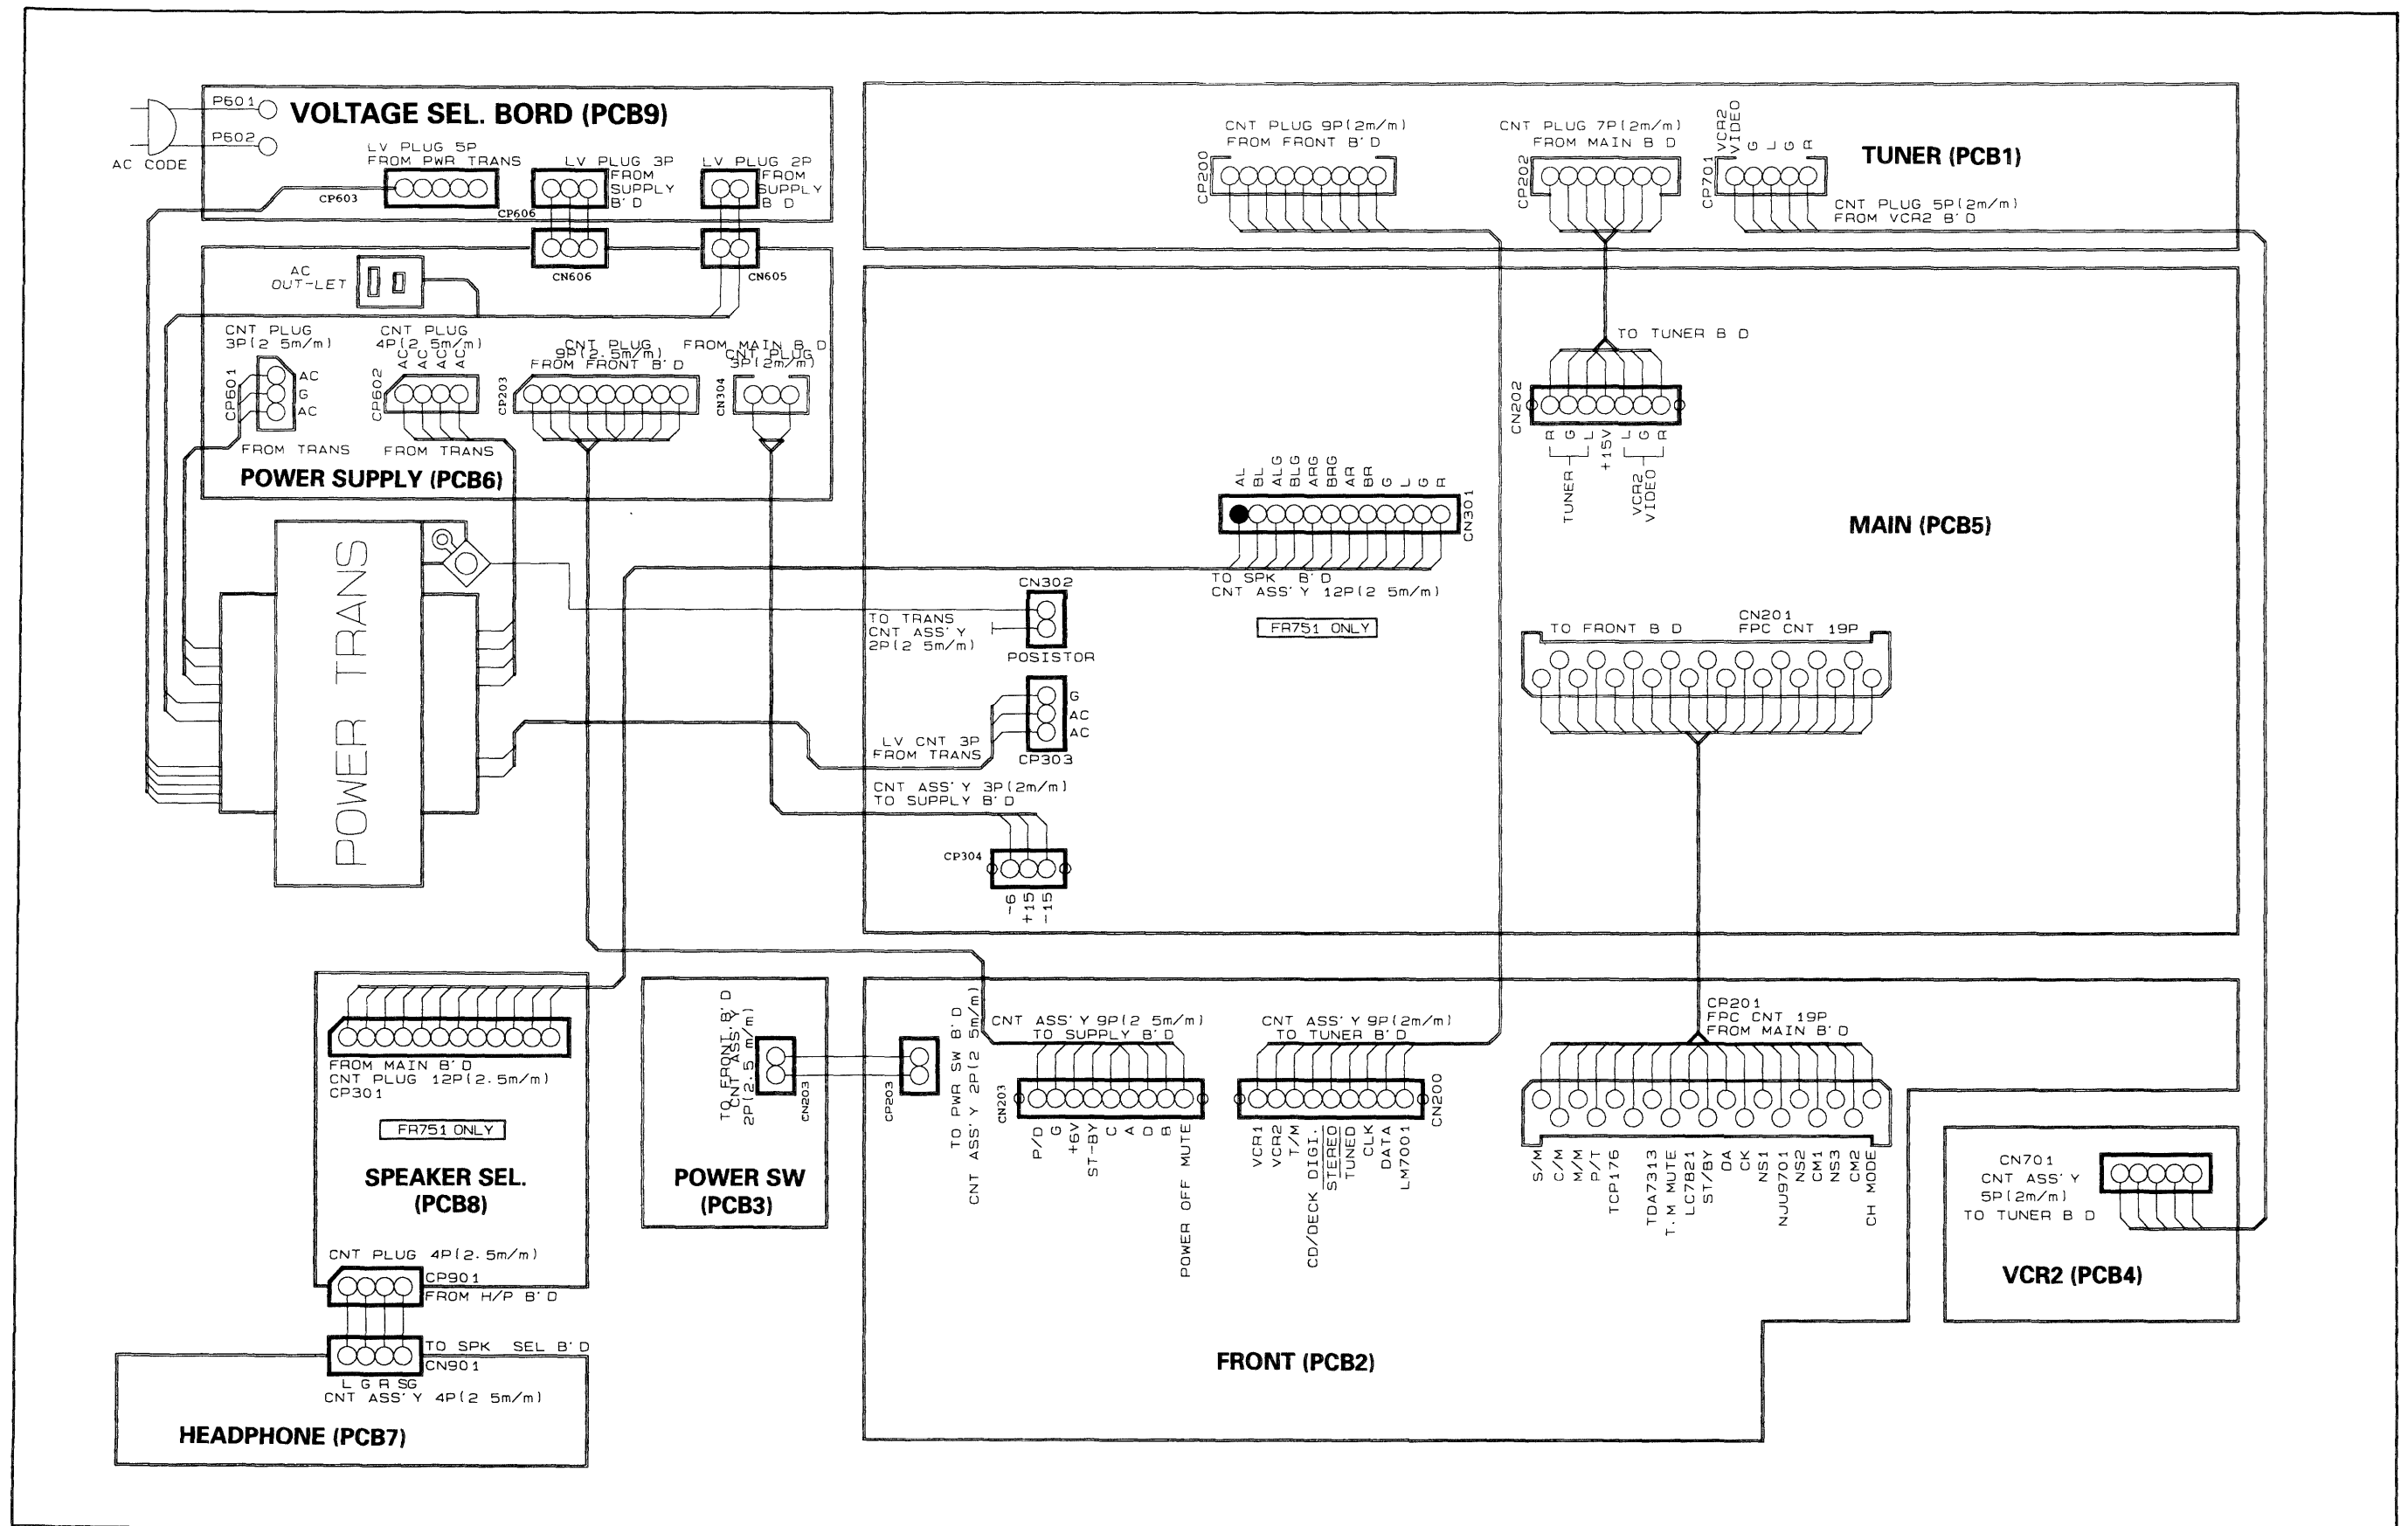 P601
P602
AC CODE
VOLTAGE SEL. BORD (PCB9)
LV PLUG 5P
FROM PWR TRANS
CP603
LV PLUG 3P
FROM
SUPPLY
B'D
CP606
LV PLUG 2P
FROM
SUPPLY
B D
CN606
CN605
AC
OUT-LET
CNT PLUG
3P(2 5m/m)
CP601
AC
G
AC
FROM TRANS
CNT PLUG
4P(2 5m/m)
AC
AC
AC
AC
CP602
FROM TRANS
CNT PLUG
9P(2.5m/m)
FROM FRONT B'D
CP203
FROM MAIN B D
CNT PLUG
3P(2m/m)
CN304
POWER SUPPLY (PCB6)
POWER TRANS
CNT PLUG 9P(2m/m)
FROM FRONT B'D
CP200
CNT PLUG 7P(2m/m)
FROM MAIN B D
CP202
CP701
VCR2
VIDEO
G
L
G
R
CNT PLUG 5P(2m/m)
FROM VCR2 B'D
TUNER (PCB1)
TO TUNER B D
CN202
R
G
L
+15V
L
G
R
TUNER
VCR2
VIDEO
MAIN (PCB5)
AL
BL
ALG
BLG
ARG
BRG
AR
BR
G
L
G
R
CN301
TO SPK B'D
CNT ASS'Y 12P(2 5m/m)
FR751 ONLY
CN302
TO TRANS
CNT ASS'Y
2P(2 5m/m)
POSISTOR
G
AC
AC
LV CNT 3P
FROM TRANS
CP303
CNT ASS'Y 3P(2m/m)
TO SUPPLY B'D
CP304
-6
+15
-15
TO FRONT B D
CN201
FPC CNT 19P
FROM MAIN B'D
CNT PLUG 12P(2.5m/m)
CP301
FR751 ONLY
SPEAKER SEL.
(PCB8)
CNT PLUG 4P(2.5m/m)
CP901
FROM H/P B'D
TO SPK SEL B'D
CN901
L G R SG
CNT ASS'Y 4P(2 5m/m)
HEADPHONE (PCB7)
TO FRONT B'D
CNT ASS'Y
2P(2.5 m/m)
CN203
POWER SW
(PCB3)
CP203
TO PWR SW B'D
CNT ASS'Y 2P(2 5m/m)
CNT ASS'Y 9P(2 5m/m)
TO SUPPLY B'D
CN203
P/D
G
+6V
ST-BY
C
A
D
B
POWER OFF MUTE
CNT ASS'Y 9P(2m/m)
TO TUNER B'D
CN200
VCR1
VCR2
T/M
CD/DECK DIGI.
STEREO
TUNED
CLK
DATA
LM7001
CP201
FPC CNT 19P
FROM MAIN B'D
S/M
C/M
M/M
P/T
TCP176
TDA7313
T.M MUTE
LC7821
ST/BY
DA
CK
NS1
NJU9701
NS2
CM1
NS3
CM2
CH MODE
FRONT (PCB2)
CN701
CNT ASS'Y
5P(2m/m)
TO TUNER B D
VCR2 (PCB4)